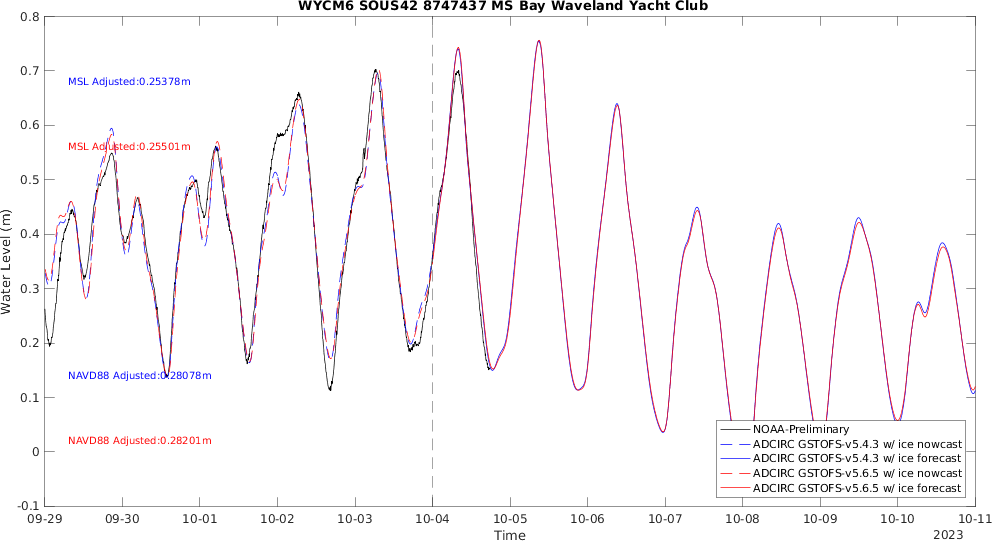 WYCM6 SOUS42 8747437 MS Bay Waveland Yacht Club
Water Level (m)
0.8
0.7
0.6
0.5
0.4
0.3
0.2
0.1
0
-0.1
MSL Adjusted:0.25378m
MSL Adjusted:0.25501m
NAVD88 Adjusted:0.28078m
NAVD88 Adjusted:0.28201m
NOAA-Preliminary
ADCIRC GSTOFS-v5.4.3 w/ ice nowcast
ADCIRC GSTOFS-v5.4.3 w/ ice forecast
ADCIRC GSTOFS-v5.6.5 w/ ice nowcast
ADCIRC GSTOFS-v5.6.5 w/ ice forecast
09-29 09-30 10-01 10-02 10-03 10-04 10-05 10-06 10-07 10-08 10-09 10-10 10-11
Time
2023